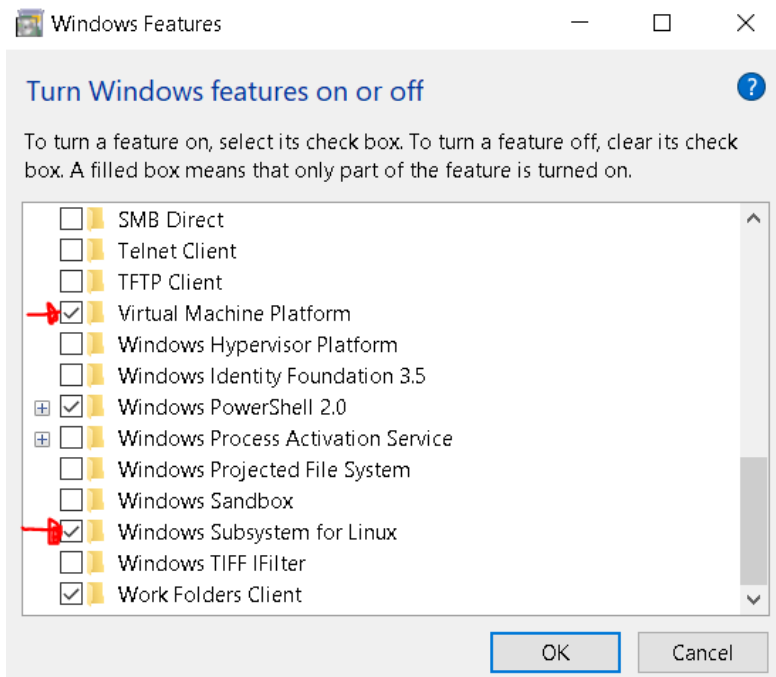 Windows Features
Turn Windows features on or off
To turn a feature on, select its check box. To turn a feature off, clear its check
box. A filled box means that only part of the feature is turned on.
SMB Direct
Telnet Client
TFTP Client
Virtual Machine Platform
Windows Hypervisor Platform
Windows Identity Foundation 3.5
Windows PowerShell 2.0
Windows Process Activation Service
Windows Projected File System
Windows Sandbox
Windows Subsystem for Linux
Windows TIFF IFilter
Work Folders Client
OK Cancel